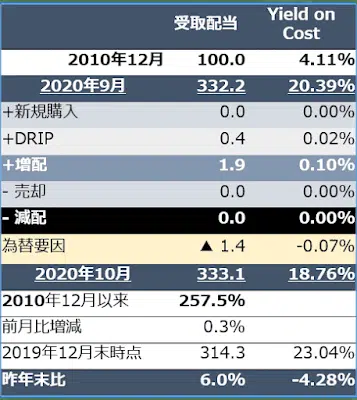 受取配当 Yield on Cost
2010年12月 100.0 4.11%
2020年9月 332.2 20.39%
+新規購入 0.0 0.00%
+DRIP 0.4 0.02%
+増配 1.9 0.10%
- 売却 0.0 0.00%
- 減配 0.0 0.00%
為替要因 ▲ 1.4 -0.07%
2020年10月 333.1 18.76%
2010年12月以来 257.5%
前月比増減 0.3%
2019年12月末時点 314.3 23.04%
昨年末比 6.0% -4.28%